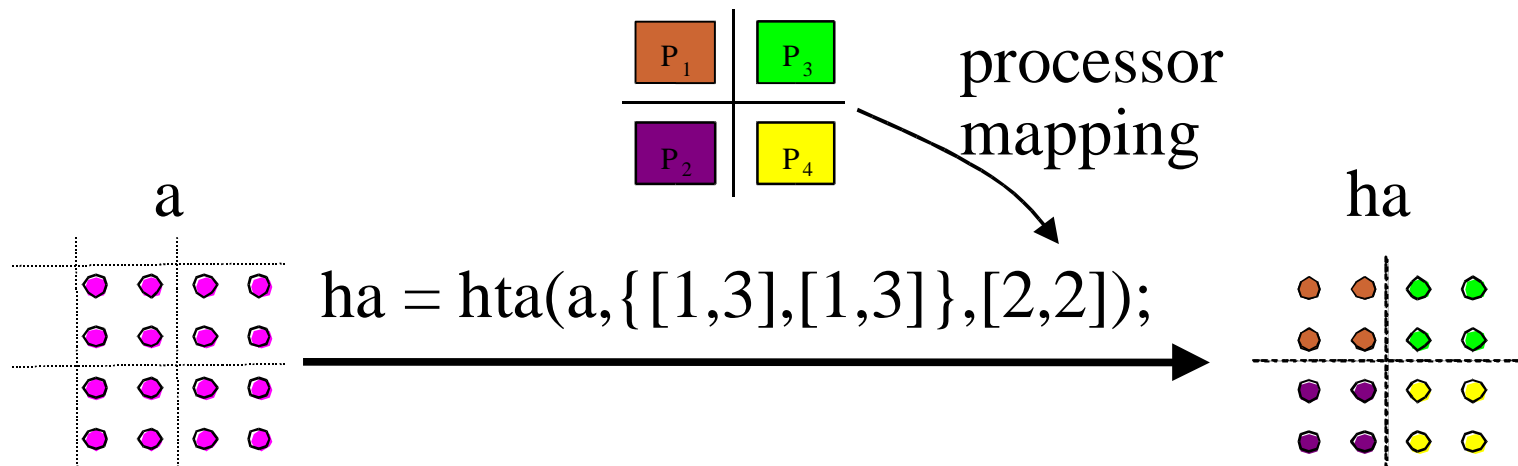 P1 P3
processor
mapping
P2 P4
a
ha
ha = hta(a,{[1,3],[1,3]},[2,2]);